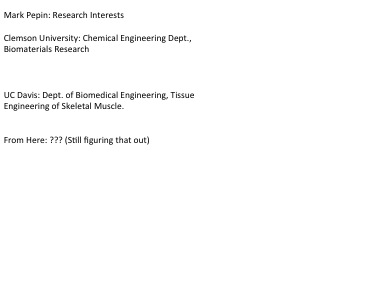 Mark Pepin: Research Interests
Clemson University: Chemical Engineering Dept.,
Biomaterials Research
UC Davis: Dept. of Biomedical Engineering, Tissue
Engineering of Skeletal Muscle.
From Here: ??? (Still figuring that out)